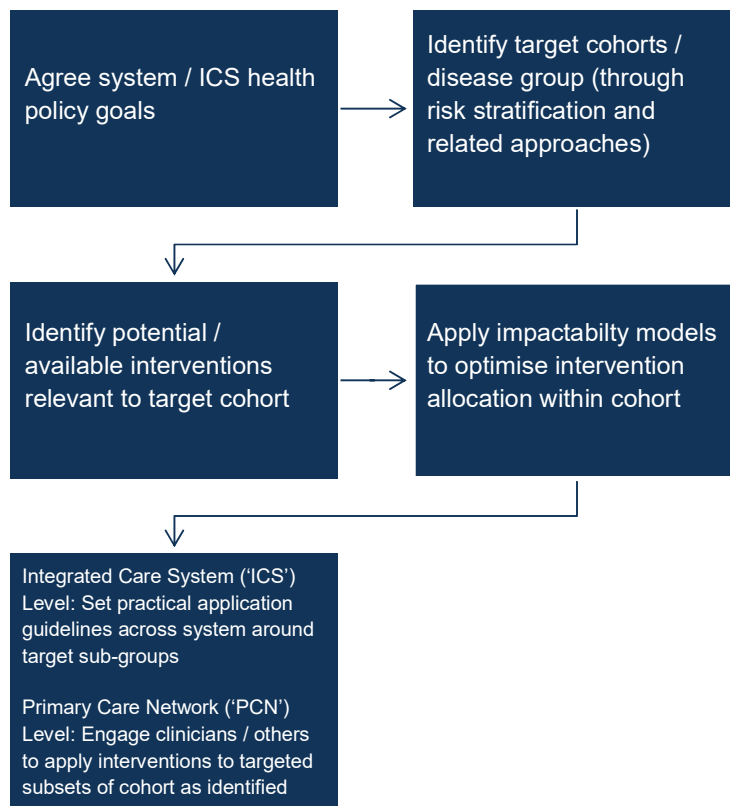 Agree system / ICS health
policy goals
Identify target cohorts /
disease group (through
risk stratification and
related approaches)
Identify potential /
available interventions
relevant to target cohort
Apply impactabilty models
to optimise intervention
allocation within cohort
Integrated Care System (‘ICS’)
Level: Set practical application
guidelines across system around
target sub-groups
Primary Care Network (‘PCN’)
Level: Engage clinicians / others
to apply interventions to targeted
subsets of cohort as identified